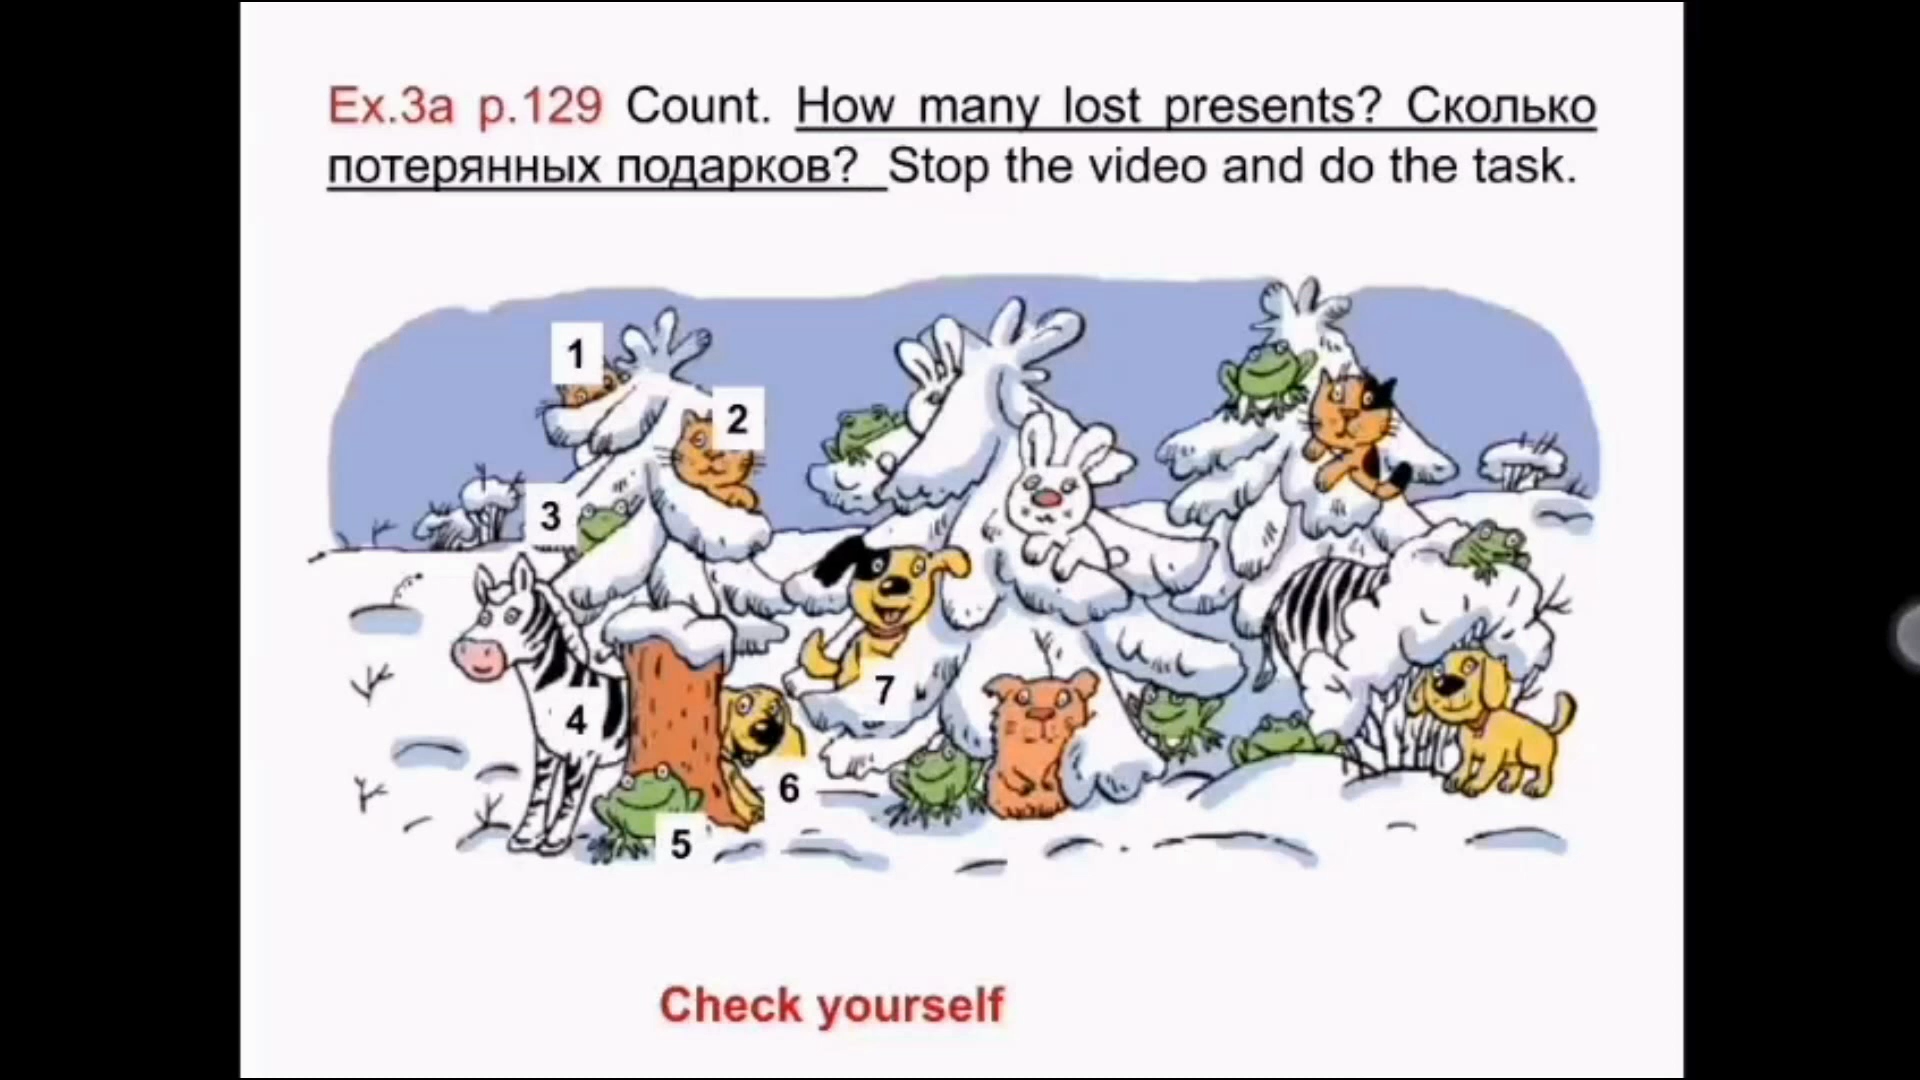 Ex.3a p.129 Count. How many lost presents? Сколько
потерянных подарков? Stop the video and do the task.
1
2
3
4
7
6
5
Check yourself